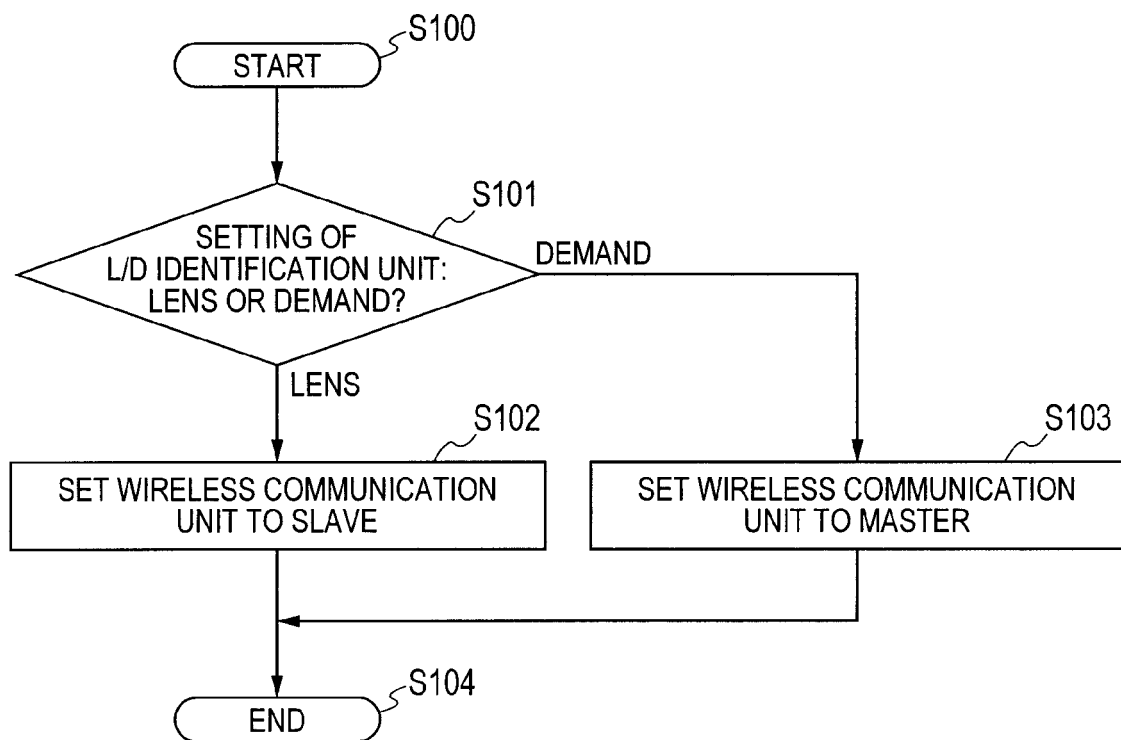 S100
START
S101
SETTING OF
L/D IDENTIFICATION UNIT:
LENS OR DEMAND?
DEMAND
LENS
S102
SET WIRELESS COMMUNICATION
UNIT TO SLAVE
S103
SET WIRELESS COMMUNICATION
UNIT TO MASTER
S104
END